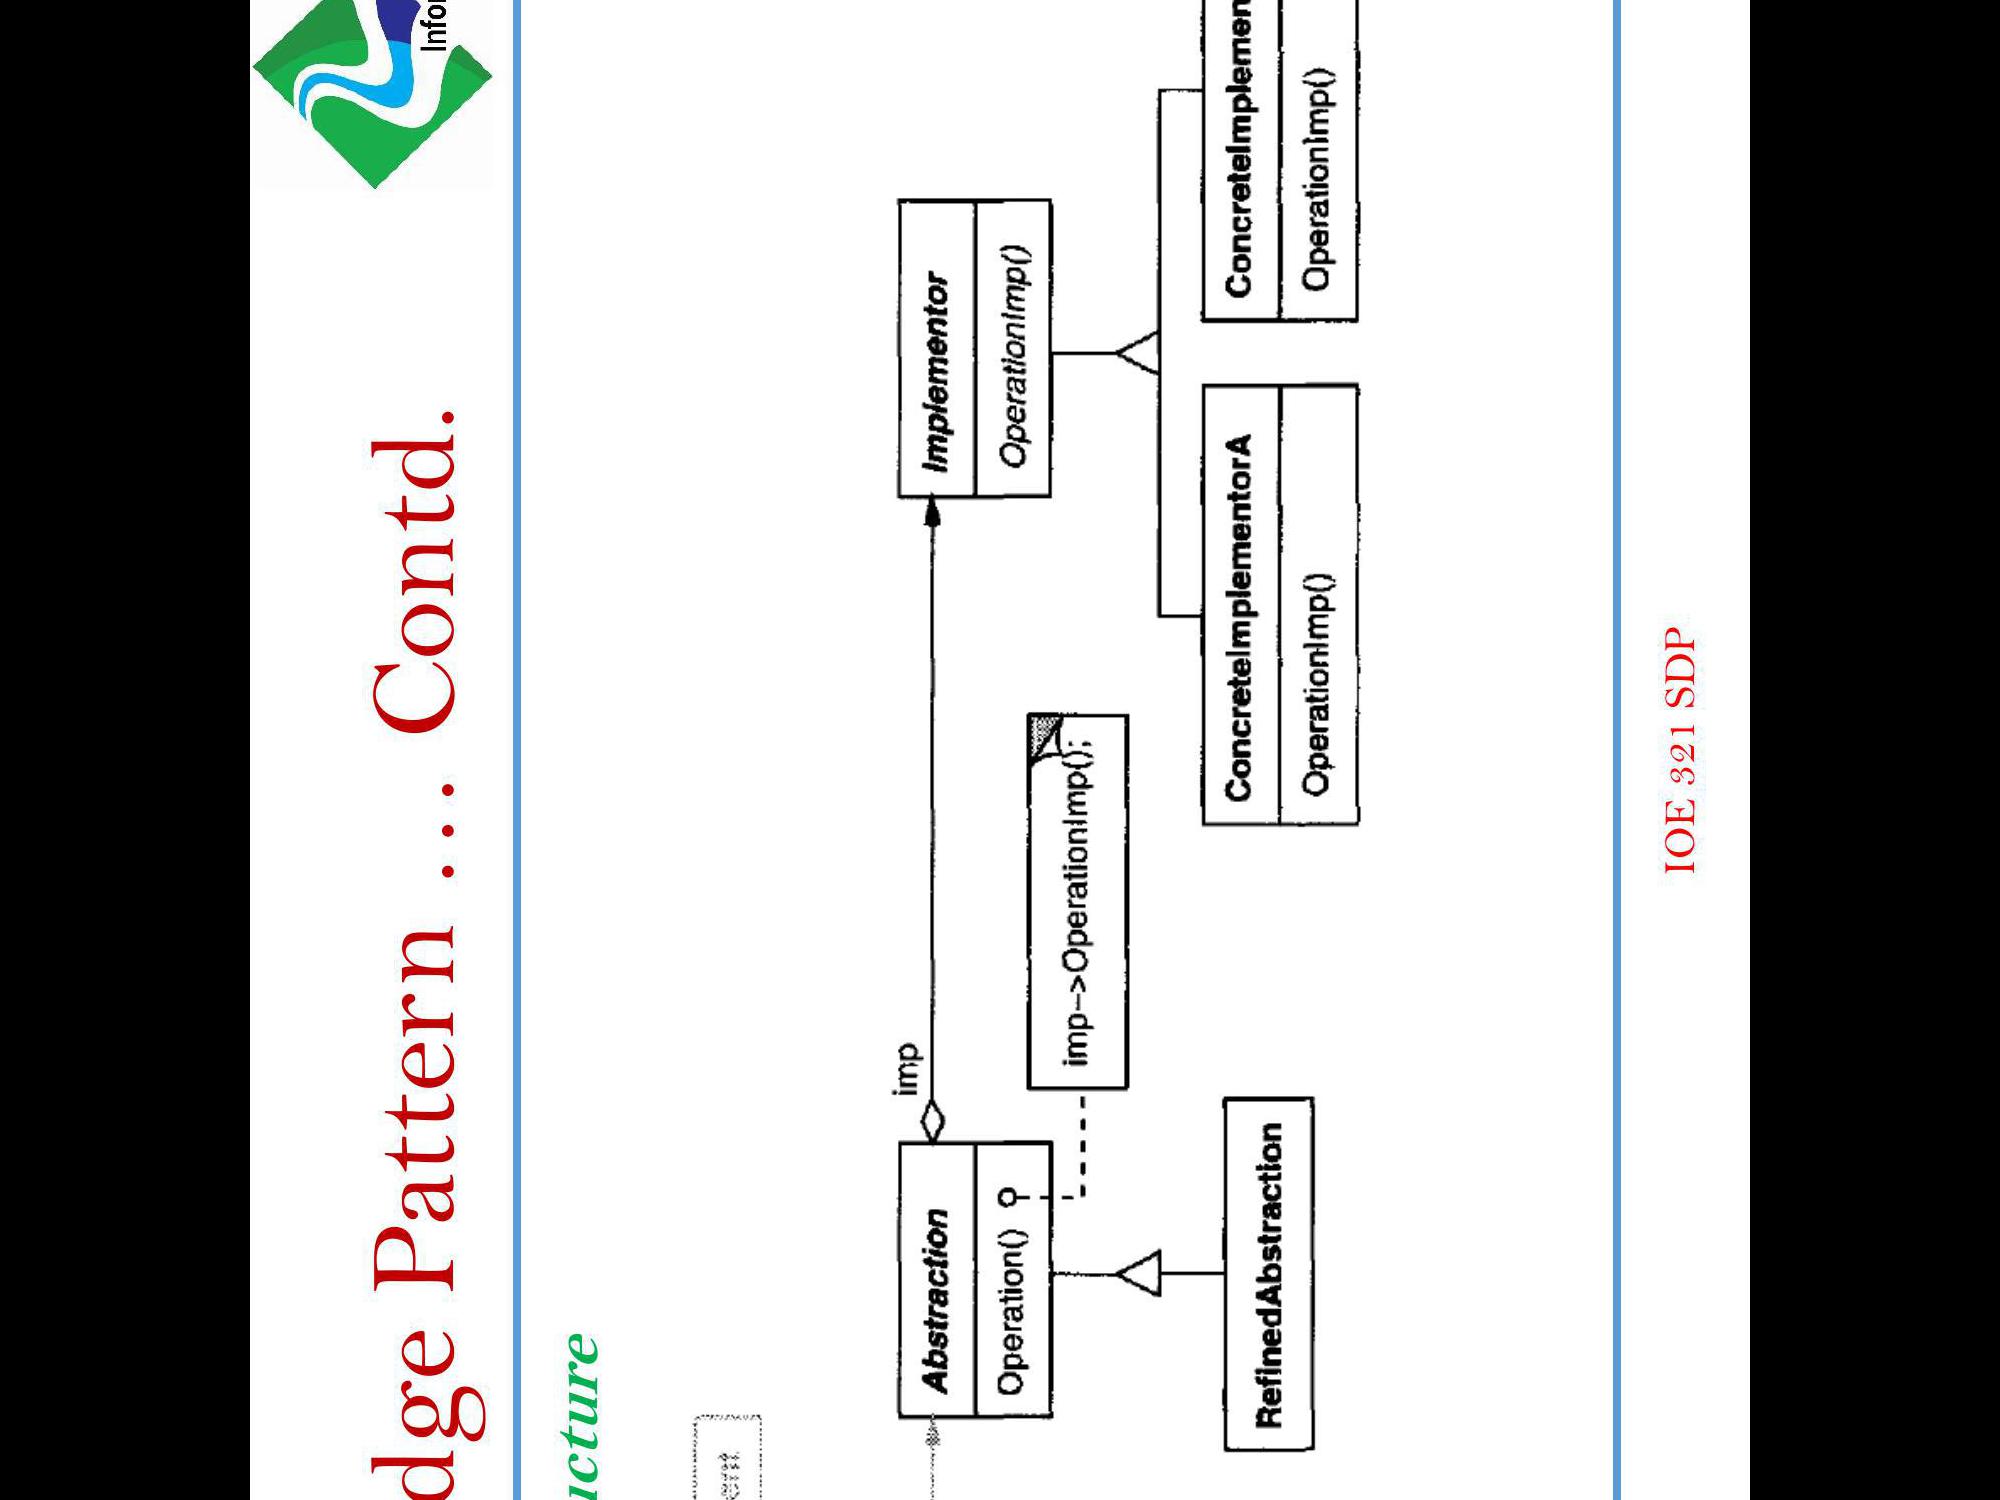 dge Pattern … Contd.
Infor
ucture
imp
Abstraction
Operation()
Implementor
OperationImp()
imp->OperationImp();
RefinedAbstraction
ConcreteImplementorA
OperationImp()
ConcreteImplemen
OperationImp()
IOE 321 SDP